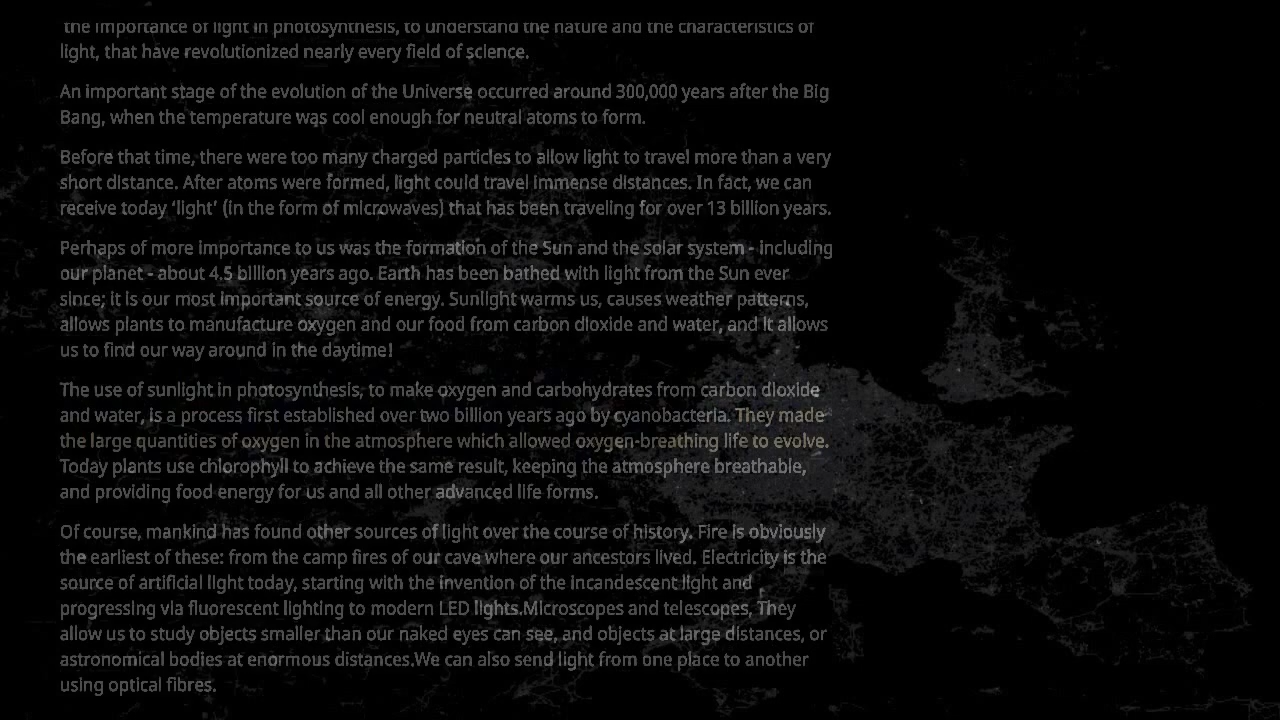 the importance of light in photosynthesis, to understand the nature and the characteristics of
light, that have revolutionized nearly every field of science.
An important stage of the evolution of the Universe occurred around 300,000 years after the Big
Bang, when the temperature was cool enough for neutral atoms to form.
Before that time, there were too many charged particles to allow light to travel more than a very
short distance. After atoms were formed, light could travel immense distances. In fact, we can
receive today ‘light’ (in the form of microwaves) that has been traveling for over 13 billion years.
Perhaps of more importance to us was the formation of the Sun and the solar system - including
our planet - about 4.5 billion years ago. Earth has been bathed with light from the Sun ever
since; it is our most important source of energy. Sunlight warms us, causes weather patterns,
allows plants to manufacture oxygen and our food from carbon dioxide and water, and it allows
us to find our way around in the daytime!
The use of sunlight in photosynthesis, to make oxygen and carbohydrates from carbon dioxide
and water, is a process first established over two billion years ago by cyanobacteria. They made
the large quantities of oxygen in the atmosphere which allowed oxygen-breathing life to evolve.
Today plants use chlorophyll to achieve the same result, keeping the atmosphere breathable,
and providing food energy for us and all other advanced life forms.
Of course, mankind has found other sources of light over the course of history. Fire is obviously
the earliest of these: from the camp fires of our cave where our ancestors lived. Electricity is the
source of artificial light today, starting with the invention of the incandescent light and
progressing via fluorescent lighting to modern LED lights.Microscopes and telescopes, They
allow us to study objects smaller than our naked eyes can see, and objects at large distances, or
astronomical bodies at enormous distances.We can also send light from one place to another
using optical fibres.